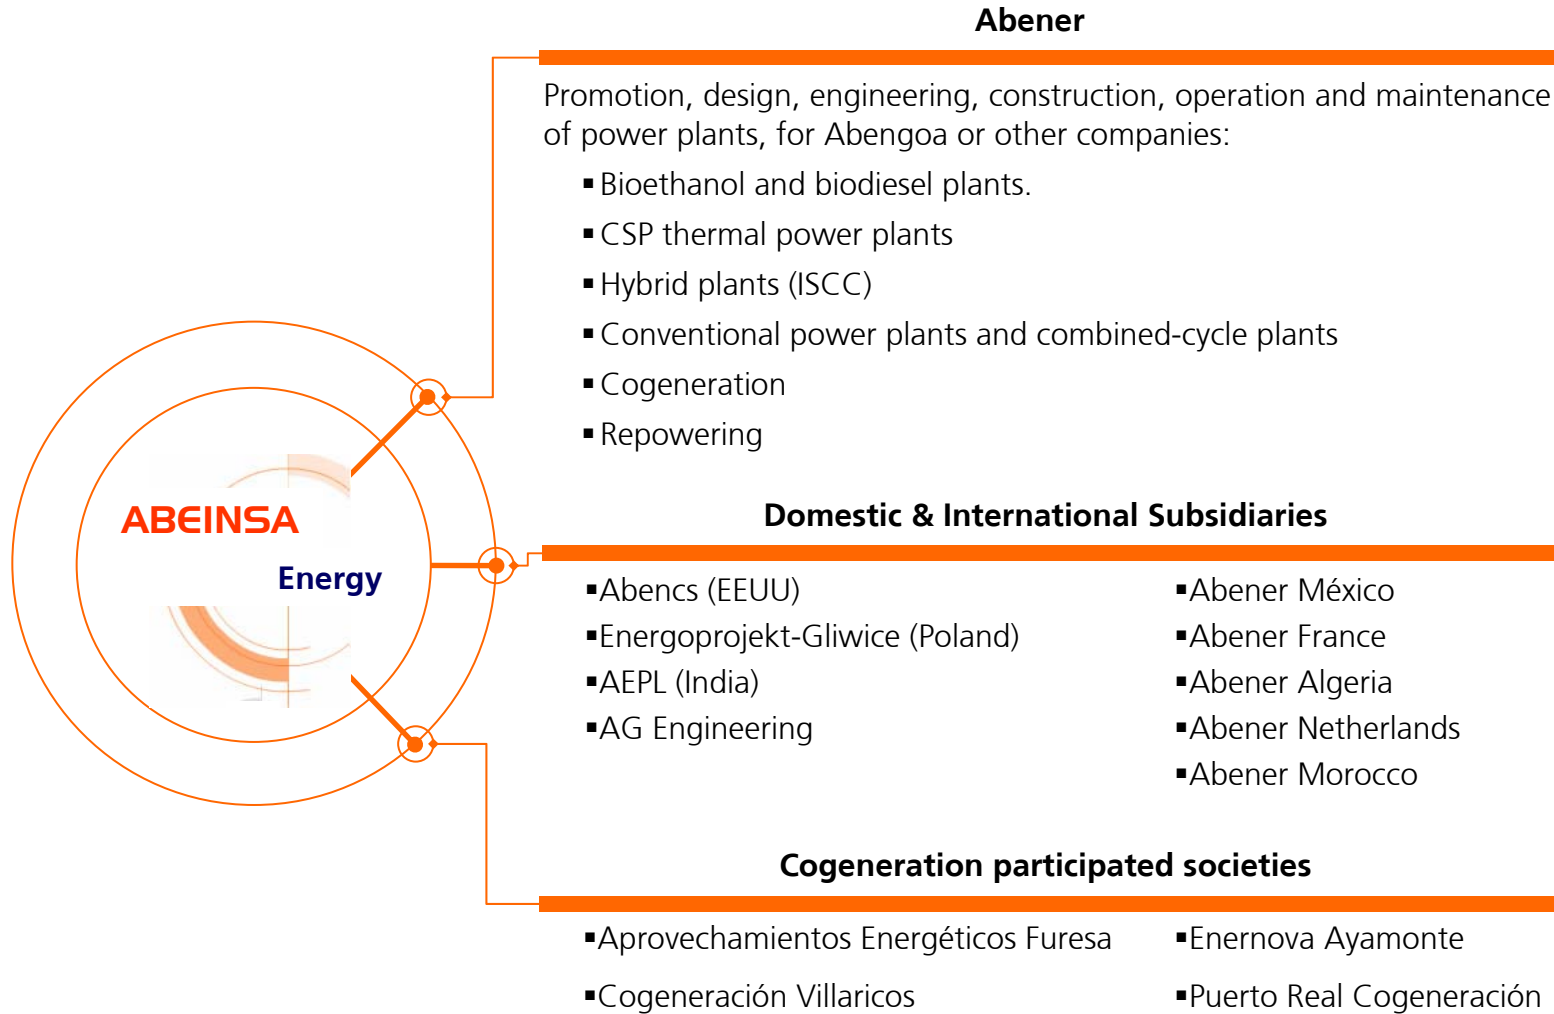 Abener
Promotion, design, engineering, construction, operation and maintenance
of power plants, for Abengoa or other companies:
▪ Bioethanol and biodiesel plants.
▪ CSP thermal power plants
▪ Hybrid plants (ISCC)
▪ Conventional power plants and combined-cycle plants
▪ Cogeneration
▪ Repowering
ABEINSA
Energy
Domestic & International Subsidiaries
▪Abencs (EEUU)
▪Energoprojekt-Gliwice (Poland)
▪AEPL (India)
▪AG Engineering
▪Abener México
▪Abener France
▪Abener Algeria
▪Abener Netherlands
▪Abener Morocco
Cogeneration participated societies
▪Aprovechamientos Energéticos Furesa
▪Cogeneración Villaricos
▪Enernova Ayamonte
▪Puerto Real Cogeneración